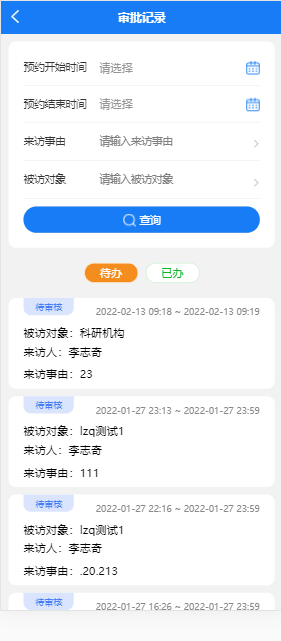 审批记录
预约开始时间 请选择
预约结束时间 请选择
来访事由 请输入来访事由
被访对象 请输入被访对象
查询
待办 已办
待审核 2022-02-13 09:18 ~ 2022-02-13 09:19
被访对象：科研机构
来访人：李志奇
来访事由：23
待审核 2022-01-27 23:13 ~ 2022-01-27 23:59
被访对象：lzq测试1
来访人：李志奇
来访事由：111
待审核 2022-01-27 22:16 ~ 2022-01-27 23:59
被访对象：lzq测试1
来访人：李志奇
来访事由：.20.213
待审核 2022-01-27 16:26 ~ 2022-01-27 23:59